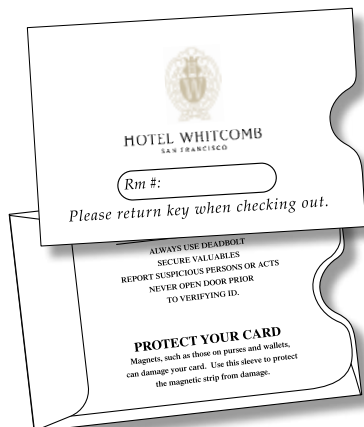 W
HOTEL WHITCOMB
SAN FRANCISCO
Rm #:
Please return key when checking out.
ALWAYS USE DEADBOLT
SECURE VALUABLES
REPORT SUSPICIOUS PERSONS OR ACTS
NEVER OPEN DOOR PRIOR
TO VERIFYING ID.
PROTECT YOUR CARD
Magnets, such as those on purses and wallets,
can damage your card. Use this sleeve to protect
the magnetic strip from damage.